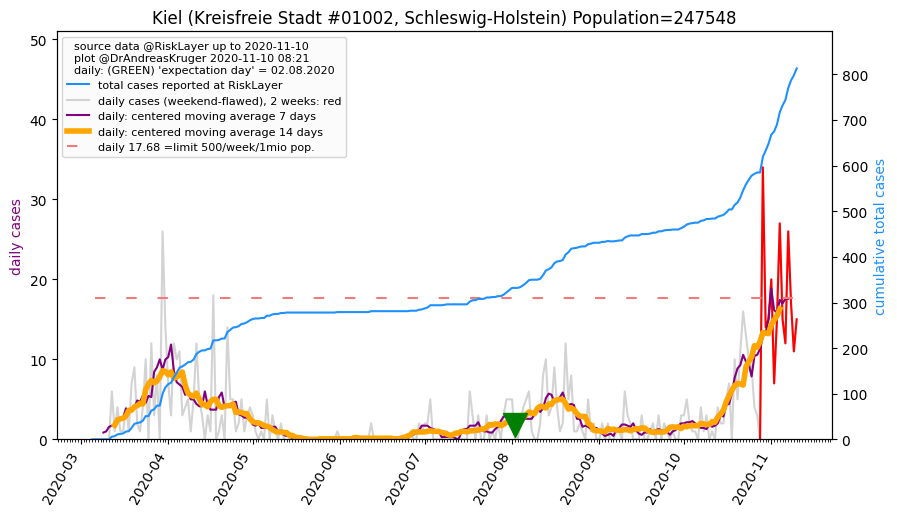 Kiel (Kreisfreie Stadt #01002, Schleswig-Holstein) Population=247548
source data @RiskLayer up to 2020-11-10
plot @DrAndreasKruger 2020-11-10 08:21
daily: (GREEN) 'expectation day' = 02.08.2020
total cases reported at RiskLayer
daily cases (weekend-flawed), 2 weeks: red
daily: centered moving average 7 days
daily: centered moving average 14 days
daily 17.68 =limit 500/week/1mio pop.
daily cases
50
40
30
20
10
0
cumulative total cases
800
700
600
500
400
300
200
100
0
2020-03
2020-04
2020-05
2020-06
2020-07
2020-08
2020-09
2020-10
2020-11